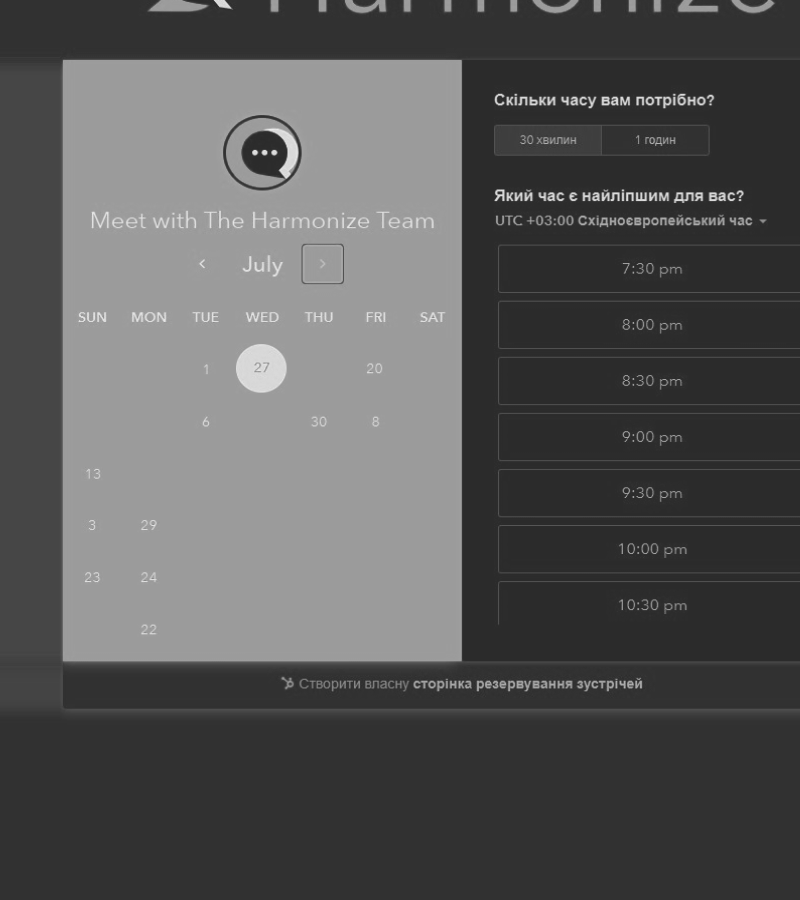 Harmonize
Meet with The Harmonize Team
July
SUN MON TUE WED THU FRI SAT
1 27 20
6 30 8
13
3 29
23 24
22
Скільки часу вам потрібно?
30 хвилин 1 годин
Який час є найліпшим для вас?
UTC +03:00 Східноєвропейський час
7:30 pm
8:00 pm
8:30 pm
9:00 pm
9:30 pm
10:00 pm
10:30 pm
Створити власну сторінка резервування зустрічей